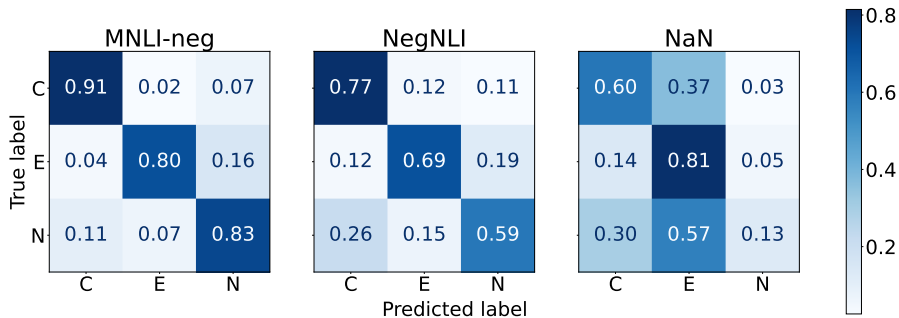 MNLI-neg NegNLI NaN
True label
C 0.91 0.02 0.07 0.77 0.12 0.11 0.60 0.37 0.03
E 0.04 0.80 0.16 0.12 0.69 0.19 0.14 0.81 0.05
N 0.11 0.07 0.83 0.26 0.15 0.59 0.30 0.57 0.13
C E N C E N C E N
Predicted label
0.8
0.6
0.4
0.2